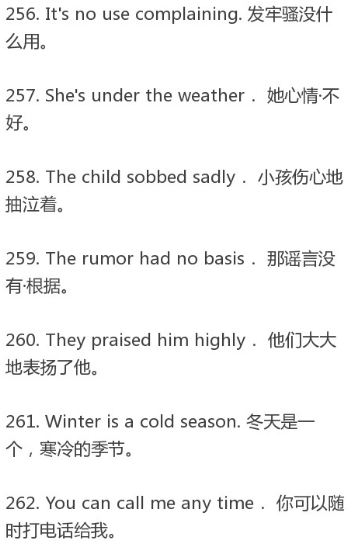 256. It's no use complaining. 发牢骚没什
么用。
257. She's under the weather． 她心情·不
好。
258. The child sobbed sadly． 小孩伤心地
抽泣着。
259. The rumor had no basis． 那谣言没
有·根据。
260. They praised him highly． 他们大大
地表扬了他。
261. Winter is a cold season. 冬天是一
个，寒冷的季节。
262. You can call me any time． 你可以随
时打电话给我。